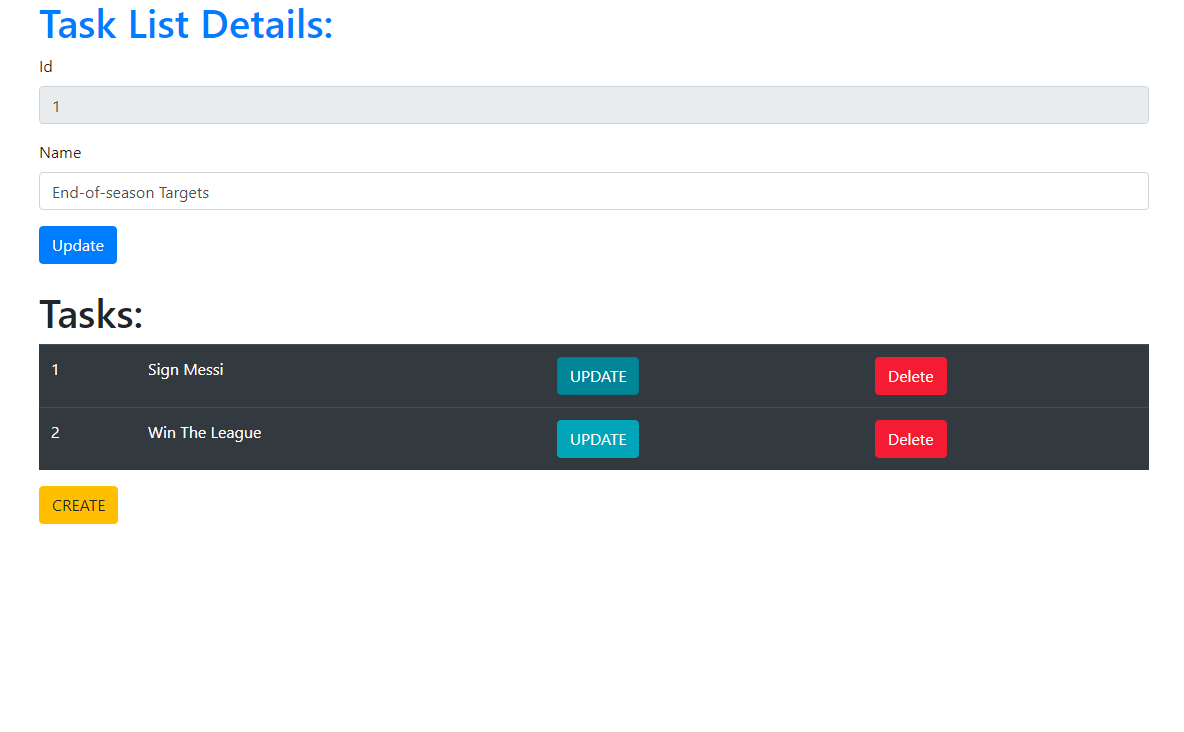 Task List Details:
Id
1
Name
End-of-season Targets
Update
Tasks:
1 Sign Messi UPDATE Delete
2 Win The League UPDATE Delete
CREATE